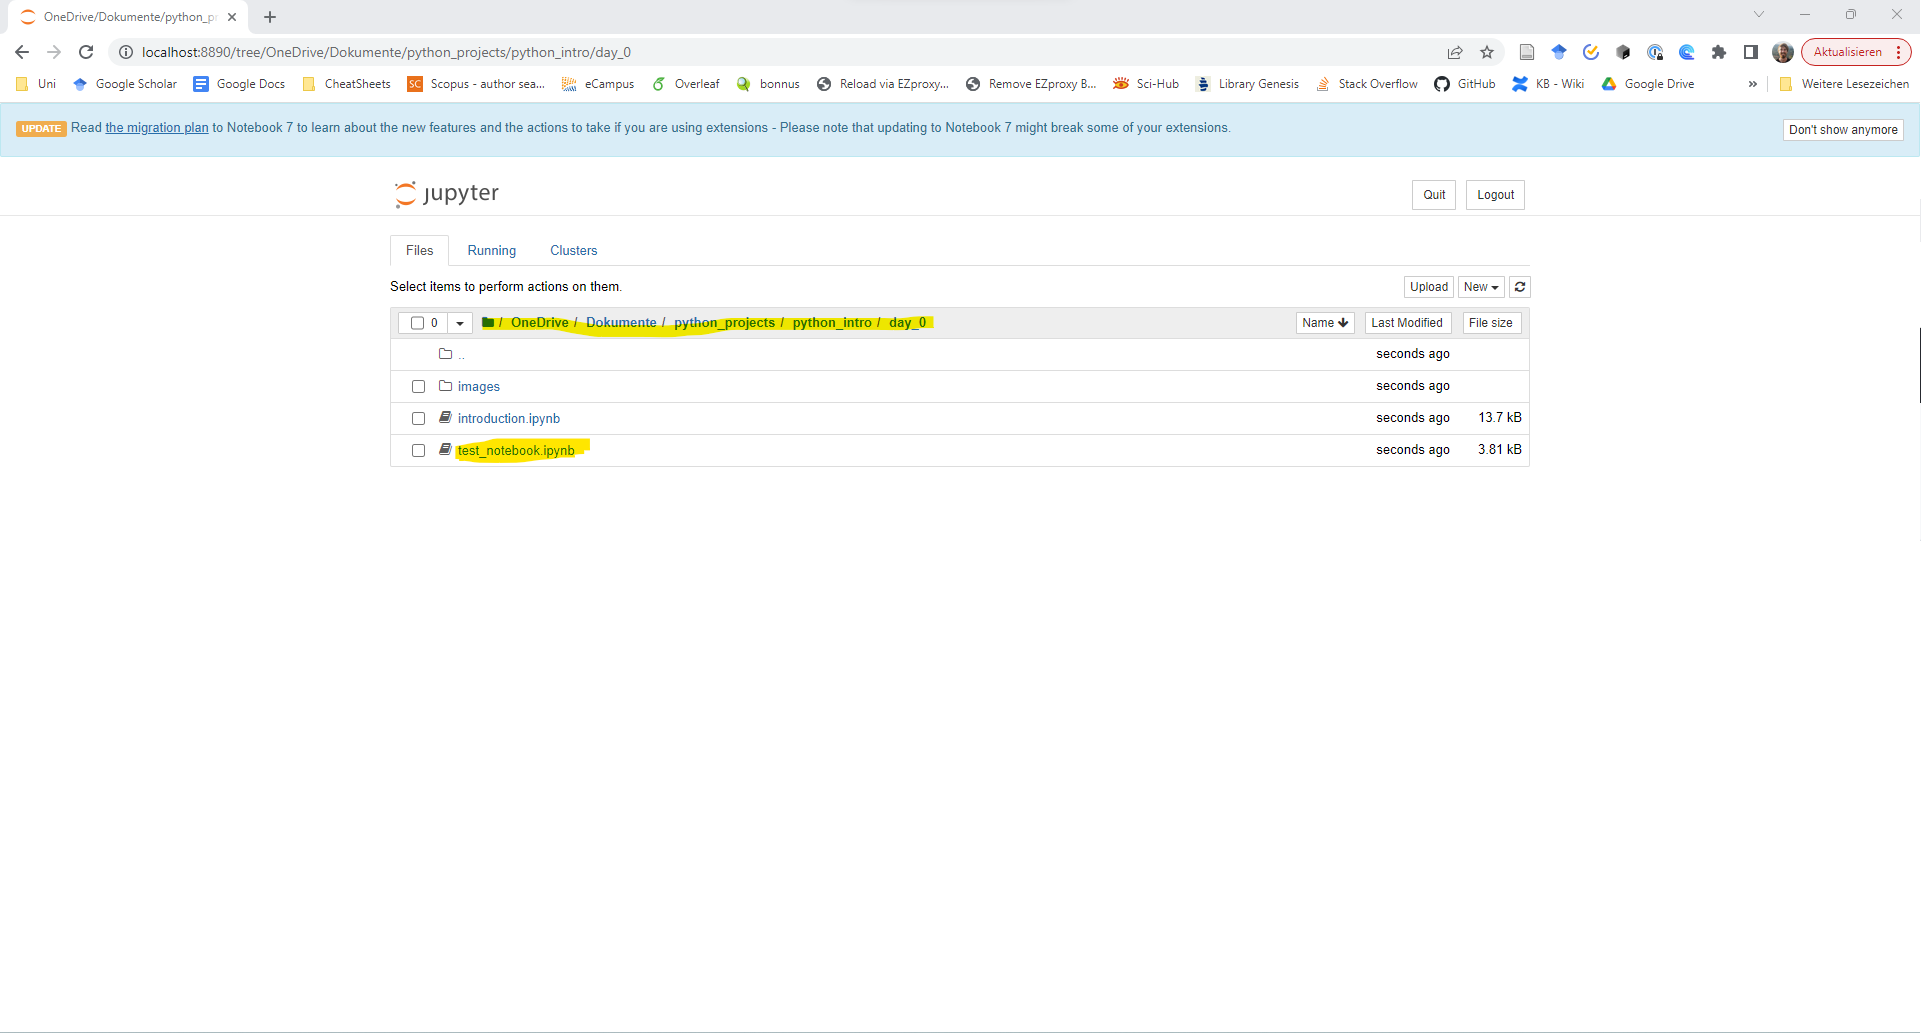 OneDrive/Dokumente/python_pr
localhost:8890/tree/OneDrive/Dokumente/python_projects/python_intro/day_0 Aktualisieren
Uni Google Scholar Google Docs CheatSheets SC Scopus - author sea... eCampus Overleaf bonnus Reload via EZproxy... Remove EZproxy B... Sci-Hub Library Genesis Stack Overflow GitHub KB - Wiki Google Drive » Weitere Lesezeichen
UPDATE Read the migration plan to Notebook 7 to learn about the new features and the actions to take if you are using extensions - Please note that updating to Notebook 7 might break some of your extensions. Don't show anymore
jupyter Quit Logout
Files Running Clusters
Select items to perform actions on them. Upload New
0 / OneDrive / Dokumente / python_projects / python_intro / day_0 Name Last Modified File size
.. seconds ago
images seconds ago
introduction.ipynb seconds ago 13.7 kB
test_notebook.ipynb seconds ago 3.81 kB